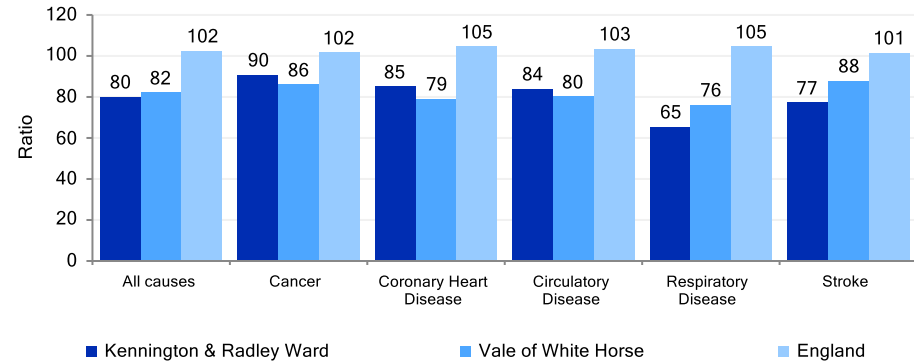 120
100
80
60
40
20
0
Ratio
80 82 102
90 86 102
85 79 105
84 80 103
65 76 105
77 88 101
All causes
Cancer
Coronary Heart
Disease
Circulatory
Disease
Respiratory
Disease
Stroke
Kennington & Radley Ward
Vale of White Horse
England